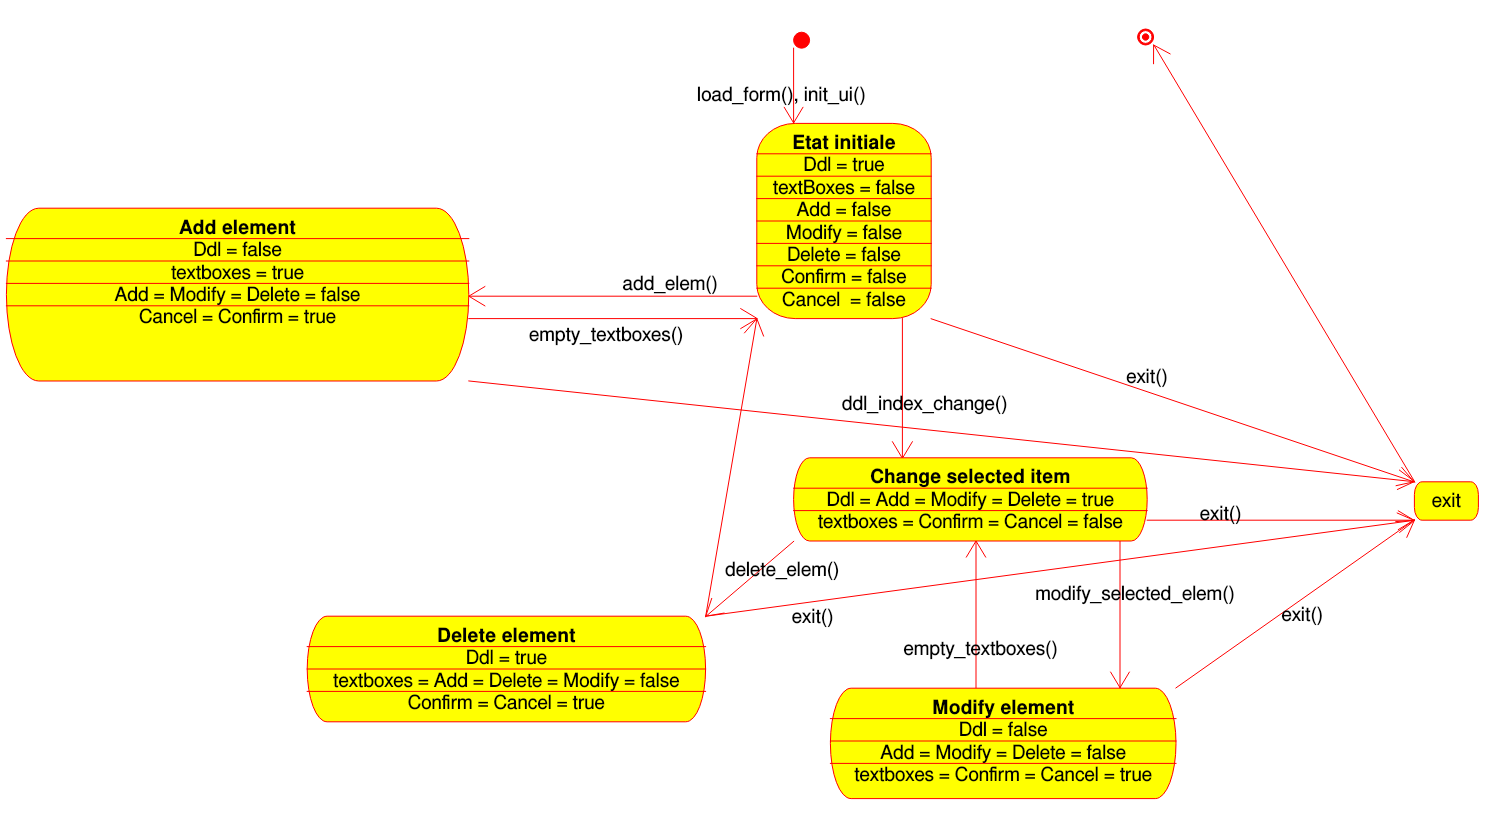 load_form(), init_ui()
Etat initiale
Ddl = true
textBoxes = false
Add = false
Modify = false
Delete = false
Confirm = false
Cancel  = false
Add element
Ddl = false
textboxes = true
Add = Modify = Delete = false
Cancel = Confirm = true
add_elem()
empty_textboxes()
exit()
ddl_index_change()
Change selected item
Ddl = Add = Modify = Delete = true
textboxes = Confirm = Cancel = false
exit()
exit
delete_elem()
modify_selected_elem()
exit()
exit()
empty_textboxes()
Delete element
Ddl = true
textboxes = Add = Delete = Modify = false
Confirm = Cancel = true
Modify element
Ddl = false
Add = Modify = Delete = false
textboxes = Confirm = Cancel = true